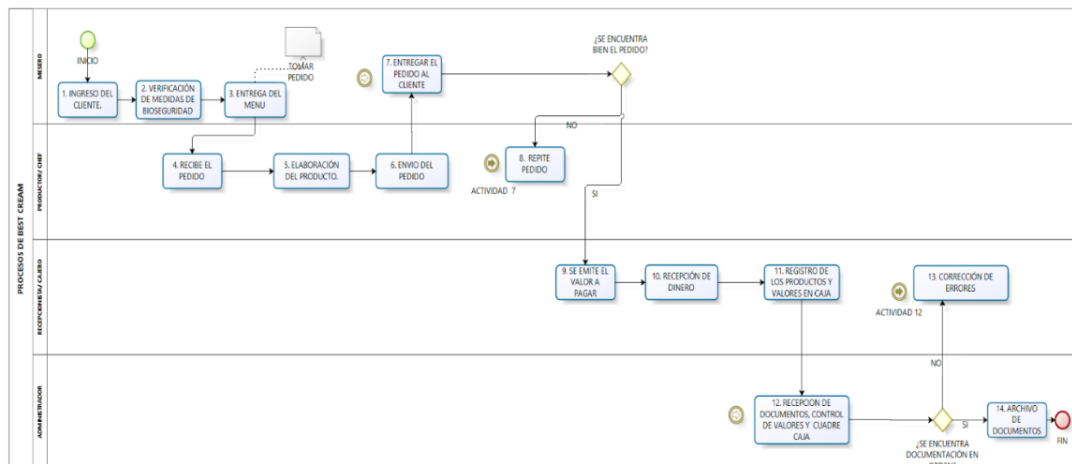 PROCESOS DE BEST CREAM
MESERO
INICIO
1. INGRESO DEL
CLIENTE.
2. VERIFICACIÓN
DE MEDIDAS DE
BIOSEGURIDAD
3. ENTREGA DEL
MENU
TOMAR
PEDIDO
7. ENTREGAR EL
PEDIDO AL
CLIENTE
¿SE ENCUENTRA
BIEN EL PEDIDO?
NO
SI
PRODUCTOR/ CHEF
4. RECIBE EL
PEDIDO
5. ELABORACIÓN
DEL PRODUCTO.
6. ENVIO DEL
PEDIDO
8. REPITE
PEDIDO
ACTIVIDAD 7
RECEPCIONISTA/ CAJERO
9. SE EMITE EL
VALOR A
PAGAR
10. RECEPCIÓN DE
DINERO
11. REGISTRO DE
LOS PRODUCTOS Y
VALORES EN CAJA
13. CORRECCIÓN DE
ERRORES
ACTIVIDAD 12
ADMINISTRADOR
12. RECEPCION DE
DOCUMENTOS, CONTROL
DE VALORES Y CUADRE
CAJA
NO
SI
¿SE ENCUENTRA
DOCUMENTACIÓN EN
14. ARCHIVO
DE
DOCUMENTOS
FIN